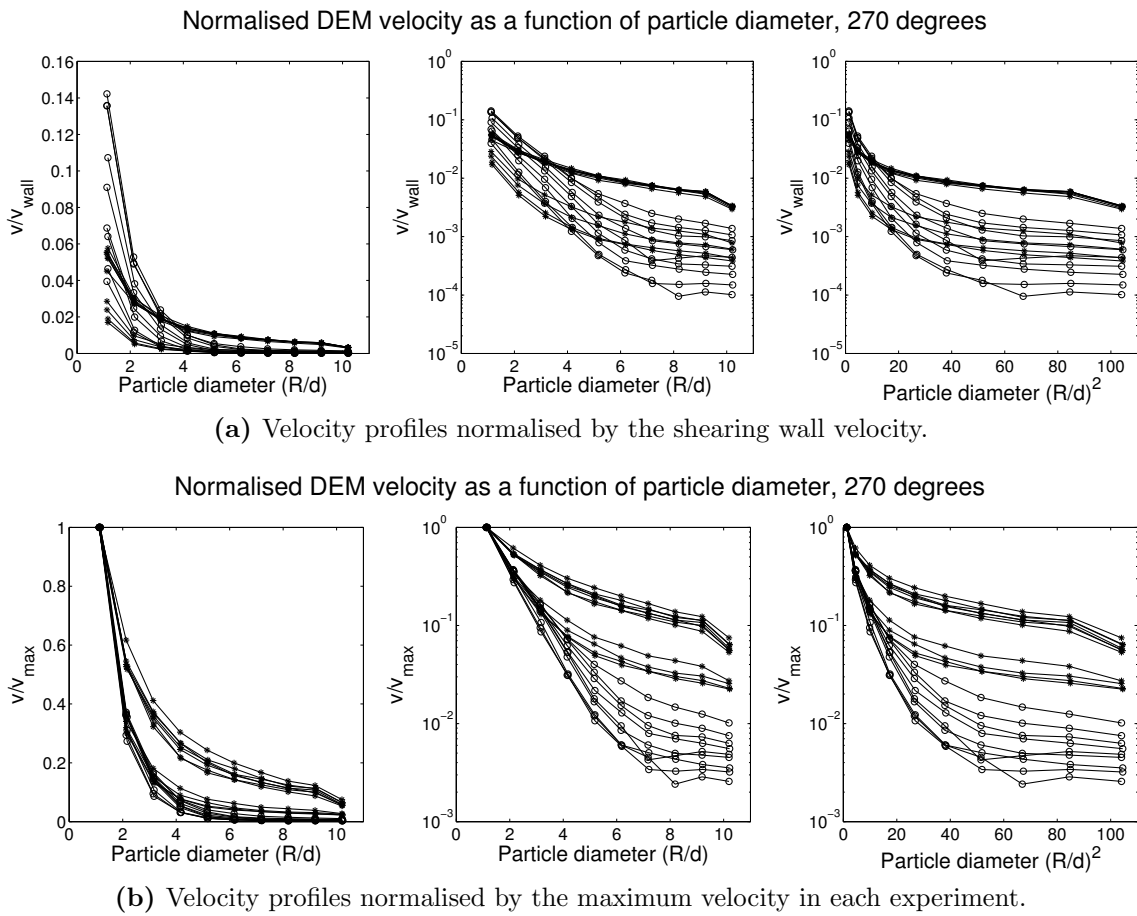 Normalised DEM velocity as a function of particle diameter, 270 degrees
0.16
0.14
0.12
0.1
0.08
0.06
0.04
0.02
0
v/v_wall
0 2 4 6 8 10
Particle diameter (R/d)
10^0
10^-1
10^-2
10^-3
10^-4
10^-5
v/v_wall
0 2 4 6 8 10
Particle diameter (R/d)
10^0
10^-1
10^-2
10^-3
10^-4
10^-5
v/v_wall
0 20 40 60 80 100
Particle diameter (R/d)^2
(a) Velocity profiles normalised by the shearing wall velocity.
Normalised DEM velocity as a function of particle diameter, 270 degrees
1
0.8
0.6
0.4
0.2
0
v/v_max
0 2 4 6 8 10
Particle diameter (R/d)
10^0
10^-1
10^-2
10^-3
v/v_max
0 2 4 6 8 10
Particle diameter (R/d)
10^0
10^-1
10^-2
10^-3
v/v_max
0 20 40 60 80 100
Particle diameter (R/d)^2
(b) Velocity profiles normalised by the maximum velocity in each experiment.